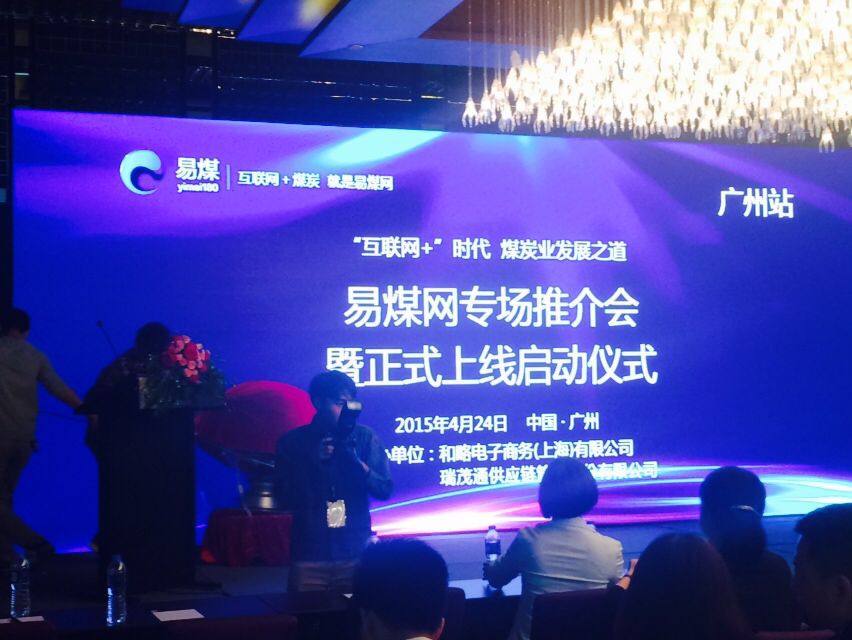 易煤
yimei180
互联网+煤炭 就是易煤网
广州站
“互联网+”时代 煤炭业发展之道
易煤网专场推介会
暨正式上线启动仪式
2015年4月24日 中国·广州
单位：和略电子商务(上海)有限公司
瑞茂通供应链 有限公司